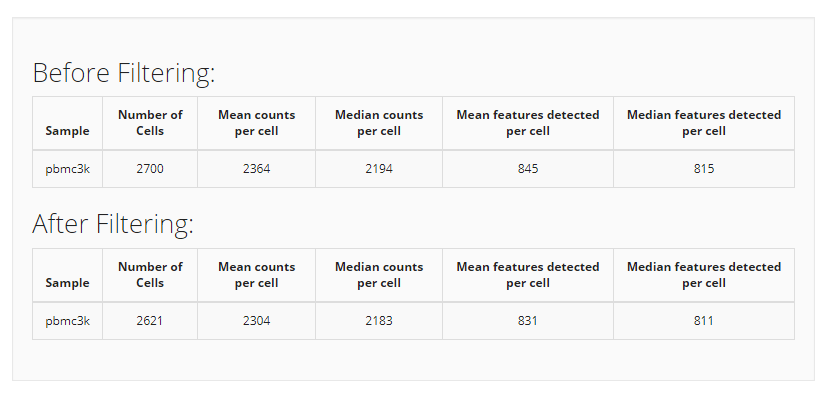 Before Filtering:
Sample Number of Cells Mean counts per cell Median counts per cell Mean features detected per cell Median features detected per cell
pbmc3k 2700 2364 2194 845 815
After Filtering:
Sample Number of Cells Mean counts per cell Median counts per cell Mean features detected per cell Median features detected per cell
pbmc3k 2621 2304 2183 831 811